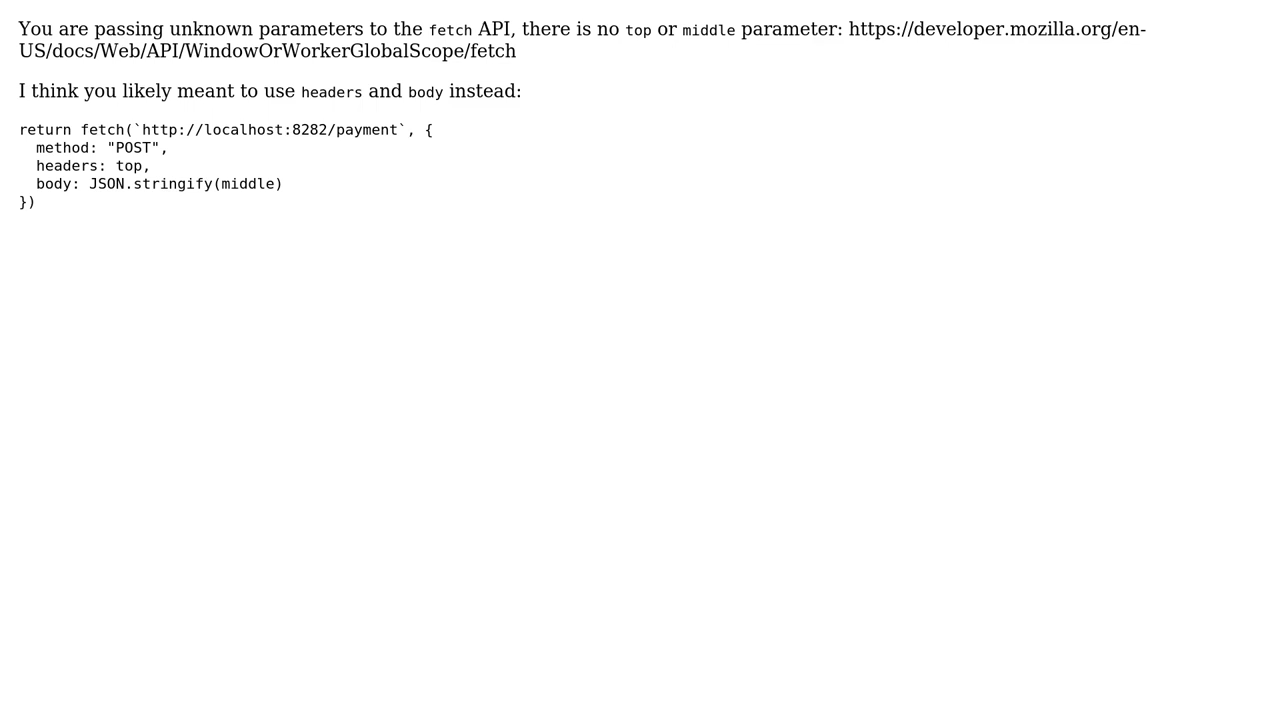 You are passing unknown parameters to the fetch API, there is no top or middle parameter: https://developer.mozilla.org/en-
US/docs/Web/API/WindowOrWorkerGlobalScope/fetch
I think you likely meant to use headers and body instead:
return fetch(`http://localhost:8282/payment`, {
  method: "POST",
  headers: top,
  body: JSON.stringify(middle)
})